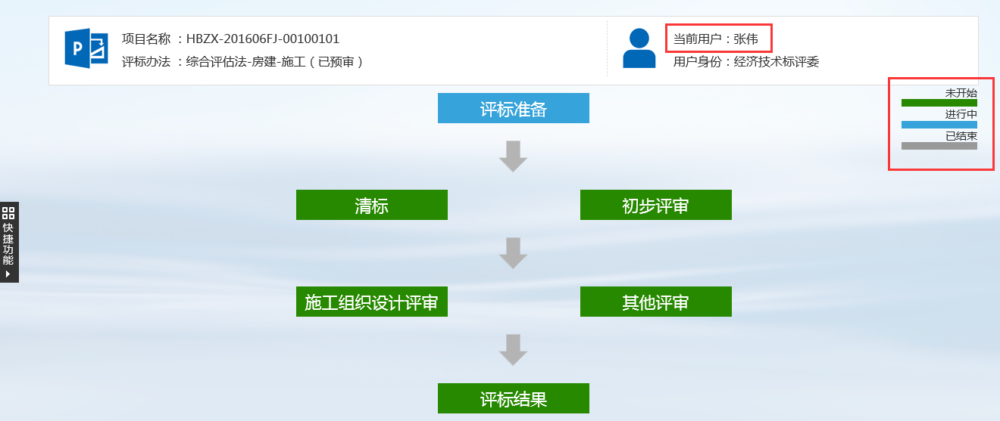 项目名称 ：HBZX-201606FJ-00100101
评标办法 ：综合评估法-房建-施工（已预审）
当前用户：张伟
用户身份：经济技术标评委
未开始
进行中
已结束
评标准备
清标
初步评审
施工组织设计评审
其他评审
评标结果
快捷功能
P